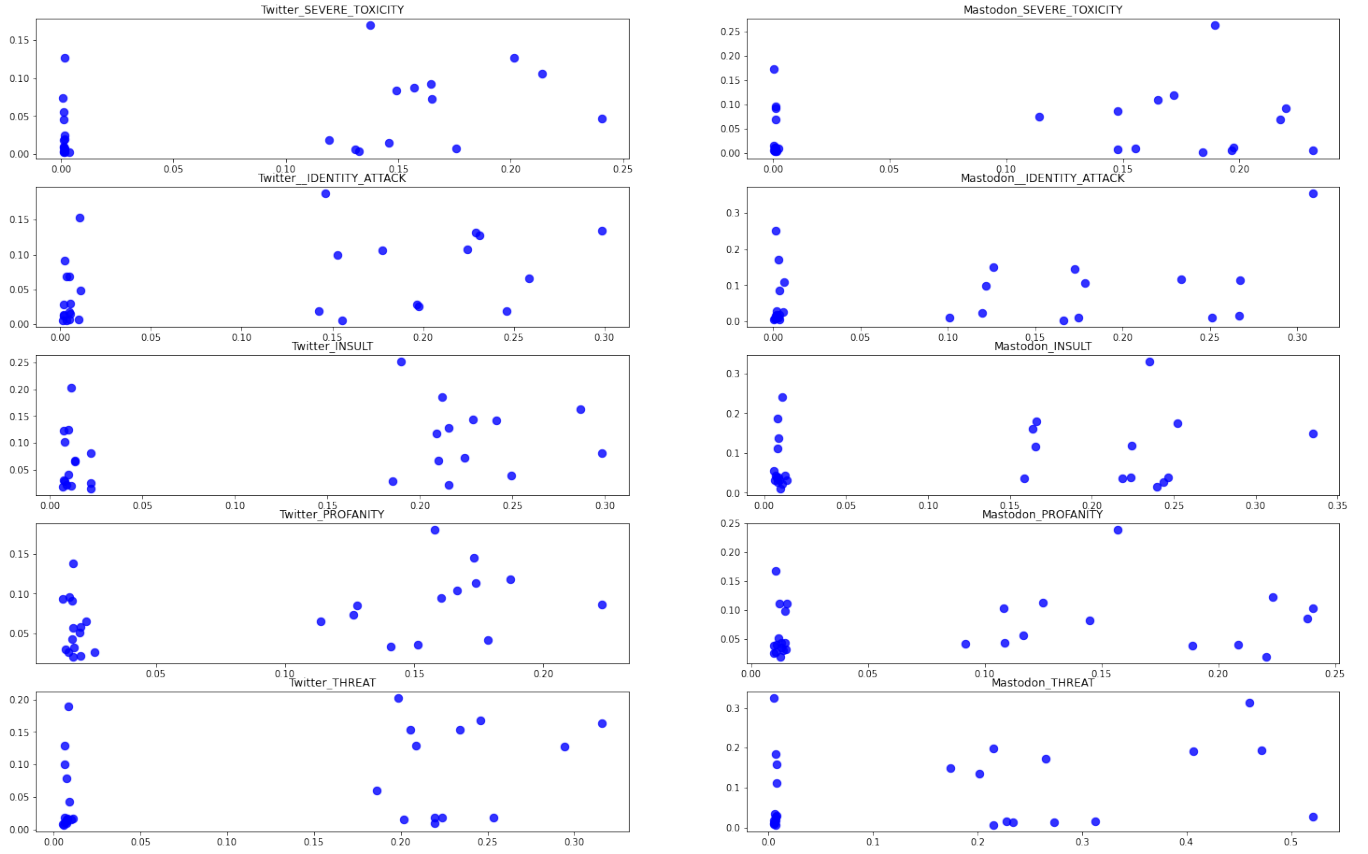 Twitter_SEVERE_TOXICITY
0.15
0.10
0.05
0.00
0.00 0.05 0.10 0.15 0.20 0.25
Mastodon_SEVERE_TOXICITY
0.25
0.20
0.15
0.10
0.05
0.00
0.00 0.05 0.10 0.15 0.20
Twitter__IDENTITY_ATTACK
0.15
0.10
0.05
0.00
0.00 0.05 0.10 0.15 0.20 0.25 0.30
Mastodon__IDENTITY_ATTACK
0.3
0.2
0.1
0.0
0.00 0.05 0.10 0.15 0.20 0.25 0.30
Twitter_INSULT
0.25
0.20
0.15
0.10
0.05
0.00 0.05 0.10 0.15 0.20 0.25 0.30
Mastodon_INSULT
0.3
0.2
0.1
0.0
0.00 0.05 0.10 0.15 0.20 0.25 0.30 0.35
Twitter_PROFANITY
0.15
0.10
0.05
0.05 0.10 0.15 0.20
Mastodon_PROFANITY
0.25
0.20
0.15
0.10
0.05
0.00 0.05 0.10 0.15 0.20 0.25
Twitter_THREAT
0.20
0.15
0.10
0.05
0.00
0.00 0.05 0.10 0.15 0.20 0.25 0.30
Mastodon_THREAT
0.3
0.2
0.1
0.0
0.0 0.1 0.2 0.3 0.4 0.5